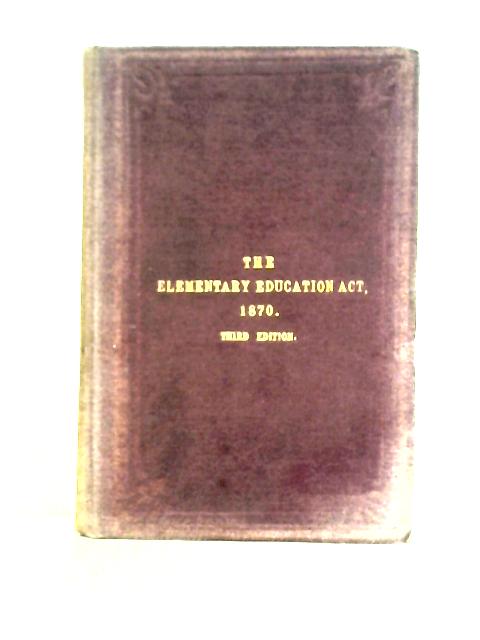 THE
ELEMENTARY EDUCATION ACT,
1870.
THIRD EDITION.